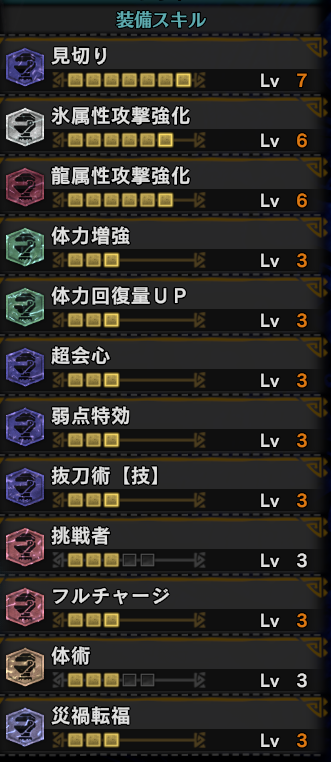 装備スキル
見切り
Lv 7
氷属性攻撃強化
Lv 6
龍属性攻撃強化
Lv 6
体力増強
Lv 3
体力回復量ＵＰ
Lv 3
超会心
Lv 3
弱点特効
Lv 3
抜刀術【技】
Lv 3
挑戦者
Lv 3
フルチャージ
Lv 3
体術
Lv 3
災禍転福
Lv 3